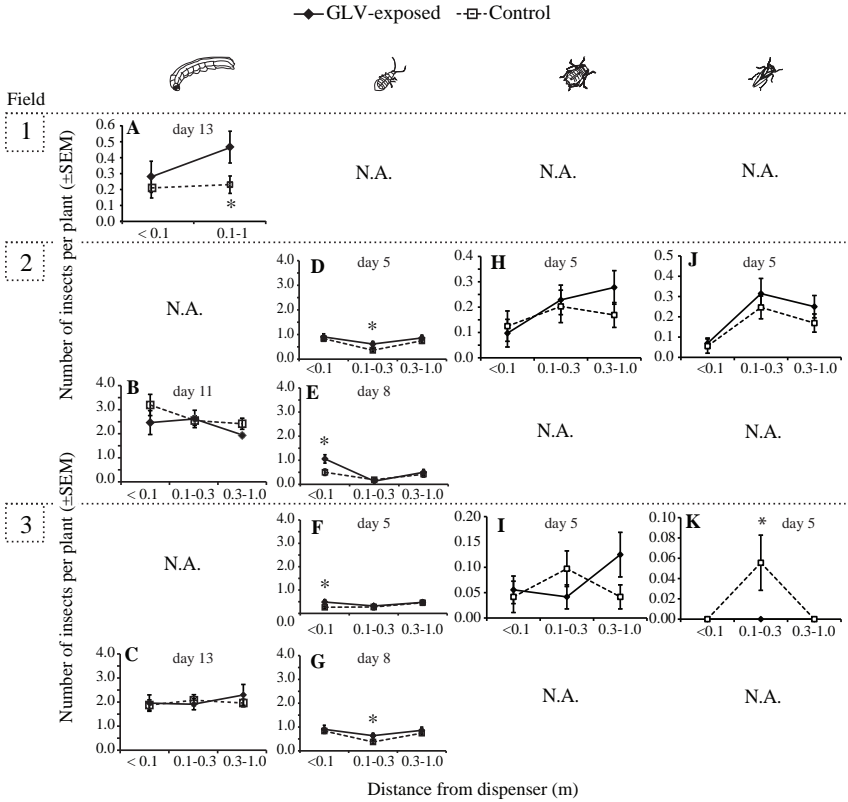 GLV-exposed Control
Field
1
Number of insects per plant (±SEM)
A day 13
0.6
0.5
0.4
0.3
0.2
0.1
0.0
*
< 0.1 0.1-1
N.A. N.A. N.A.
2
N.A.
D day 5
4.0
3.0
2.0
1.0
0.0
*
<0.1 0.1-0.3 0.3-1.0
H day 5
0.4
0.3
0.2
0.1
0.0
<0.1 0.1-0.3 0.3-1.0
J day 5
0.5
0.4
0.3
0.2
0.1
0.0
<0.1 0.1-0.3 0.3-1.0
B day 11
4.0
3.0
2.0
1.0
0.0
< 0.1 0.1-0.3 0.3-1.0
E day 8
4.0
3.0
2.0
1.0
0.0
*
<0.1 0.1-0.3 0.3-1.0
N.A. N.A.
3
Number of insects per plant (±SEM)
N.A.
F day 5
4.0
3.0
2.0
1.0
0.0
*
<0.1 0.1-0.3 0.3-1.0
I day 5
0.20
0.15
0.10
0.05
0.00
<0.1 0.1-0.3 0.3-1.0
K * day 5
0.10
0.08
0.06
0.04
0.02
0.00
<0.1 0.1-0.3 0.3-1.0
C day 13
4.0
3.0
2.0
1.0
0.0
< 0.1 0.1-0.3 0.3-1.0
G day 8
4.0
3.0
2.0
1.0
0.0
*
<0.1 0.1-0.3 0.3-1.0
N.A. N.A.
Distance from dispenser (m)